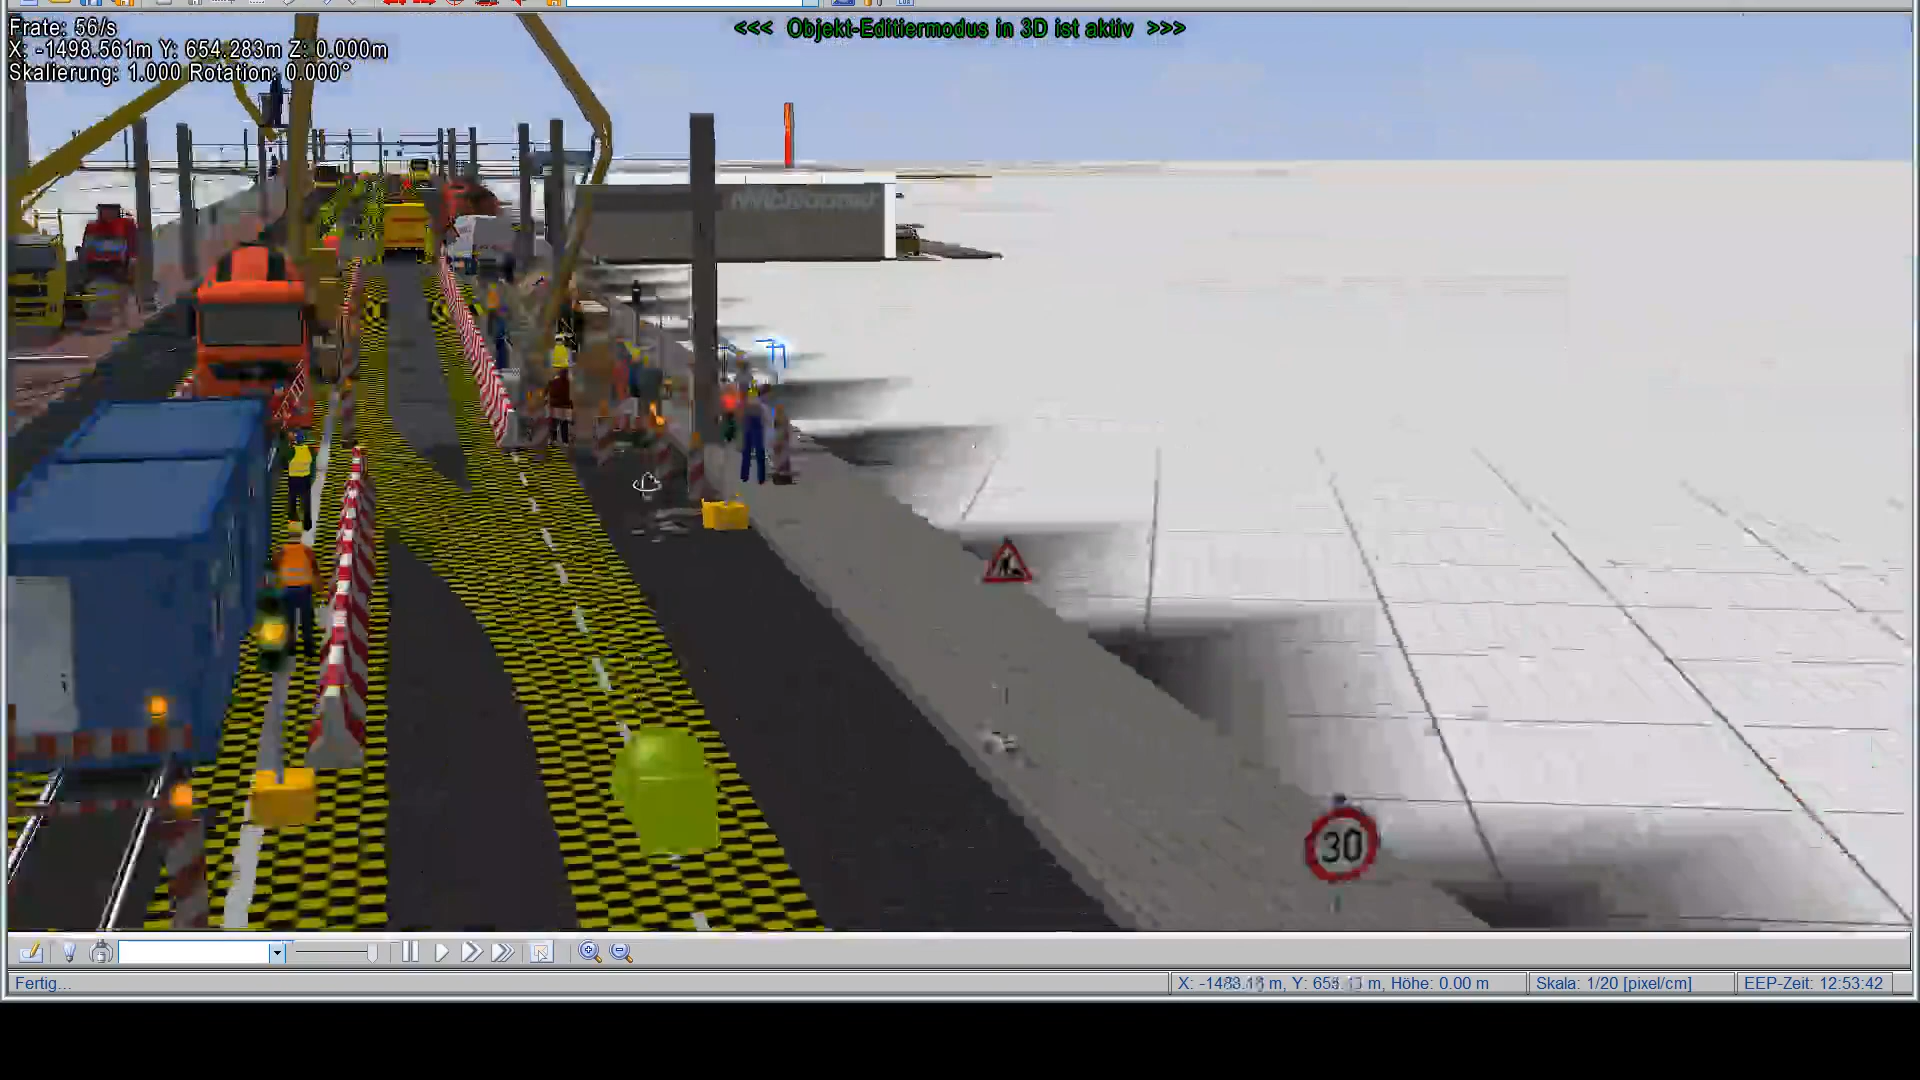 Frate: 56/s
<<< Objekt-Editiermodus in 3D ist aktiv >>>
X: -1498.561m Y: 654.283m Z: 0.000m
Skalierung: 1.000 Rotation: 0.000°
30
Fertig...
Höhe: 0.00 m
Skala: 1/20 [pixel/cm]
EEP-Zeit: 12:53:42